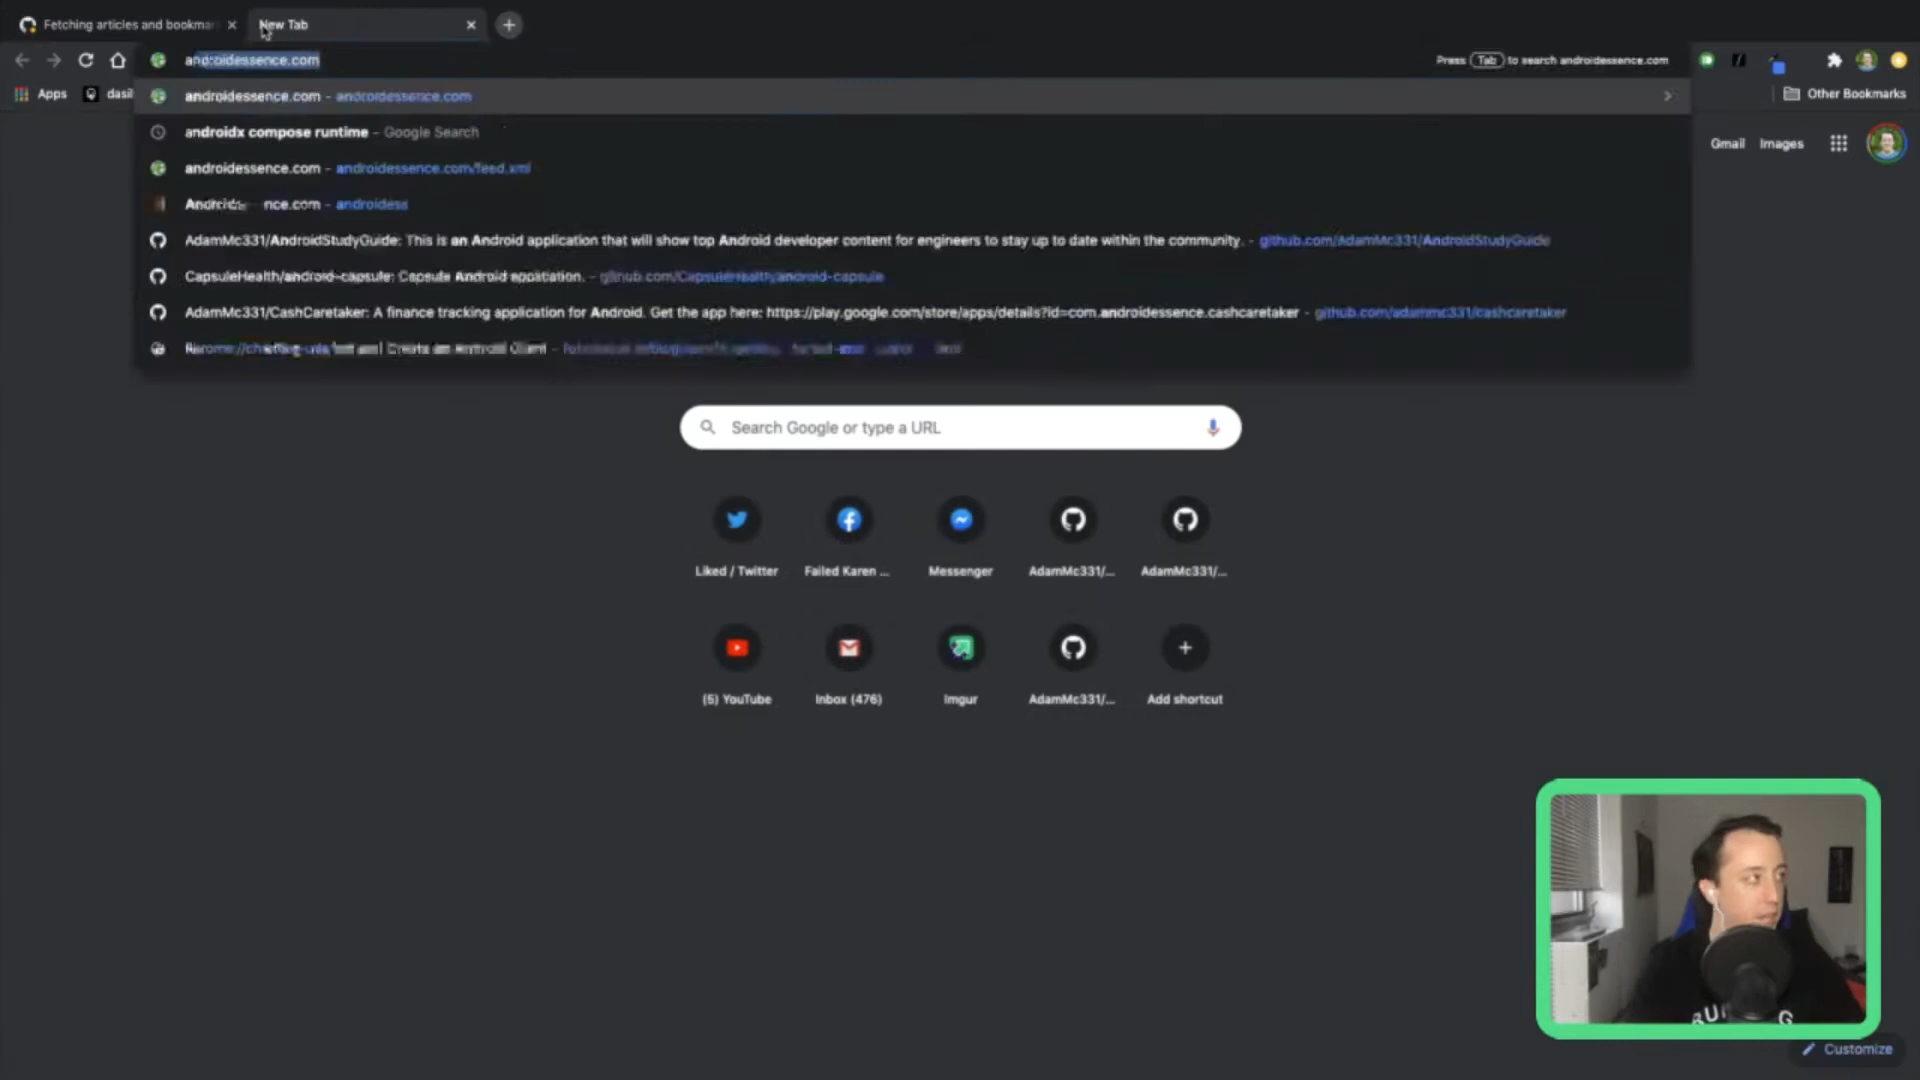 Fetching articles and bookmar
New Tab
androidessence.com
Press Tab to search androidessence.com
Apps
dasil
androidessence.com - androidessence.com
Other Bookmarks
androidx compose runtime - Google Search
Gmail Images
androidessence.com - androidessence.com/feed.xml
nce.com - androidess
AdamMc331/AndroidStudyGuide: This is an Android application that will show top Android developer content for engineers to stay up to date within the community. - github.com/AdamMc331/AndroidStudyGuide
CapsuleHealth/android-capsule: Capsule Android application. - github.com/CapsuleHealth/android-capsule
AdamMc331/CashCaretaker: A finance tracking application for Android. Get the app here: https://play.google.com/store/apps/details?id=com.androidessence.cashcaretaker - github.com/adammc331/cashcaretaker
Create an Android Client
Search Google or type a URL
Liked / Twitter
Failed Karen ...
Messenger
AdamMc331/...
AdamMc331/...
(5) YouTube
Inbox (476)
Imgur
AdamMc331/...
Add shortcut
Customize